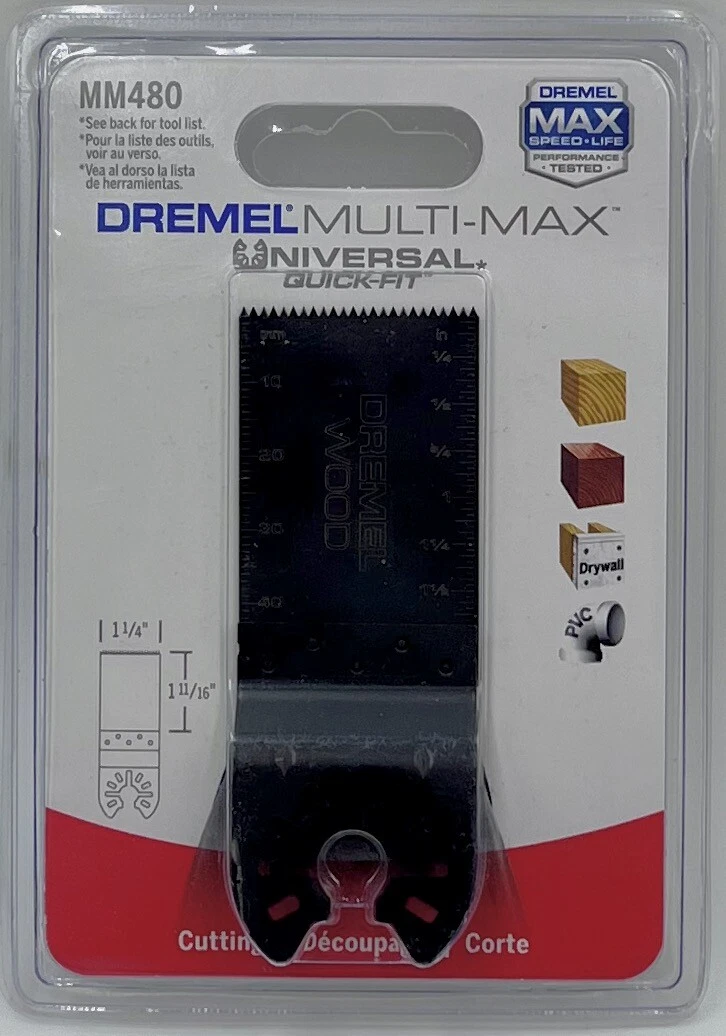 MM480
*See back for tool list.
*Pour la liste des outils,
voir au verso.
*Vea al dorso la lista
de herramientas.
DREMEL
MAX
SPEED•LIFE
PERFORMANCE
• TESTED •
DREMEL® MULTI-MAX™
UNIVERSAL*
QUICK-FIT™
mm in
1/4
10
1/2
20 3/4
1
30
1 1/4
1 1/2
40
DREMEL
WOOD
Drywall
PVC
1 1/4"
1 11/16"
Cutting Découpa Corte